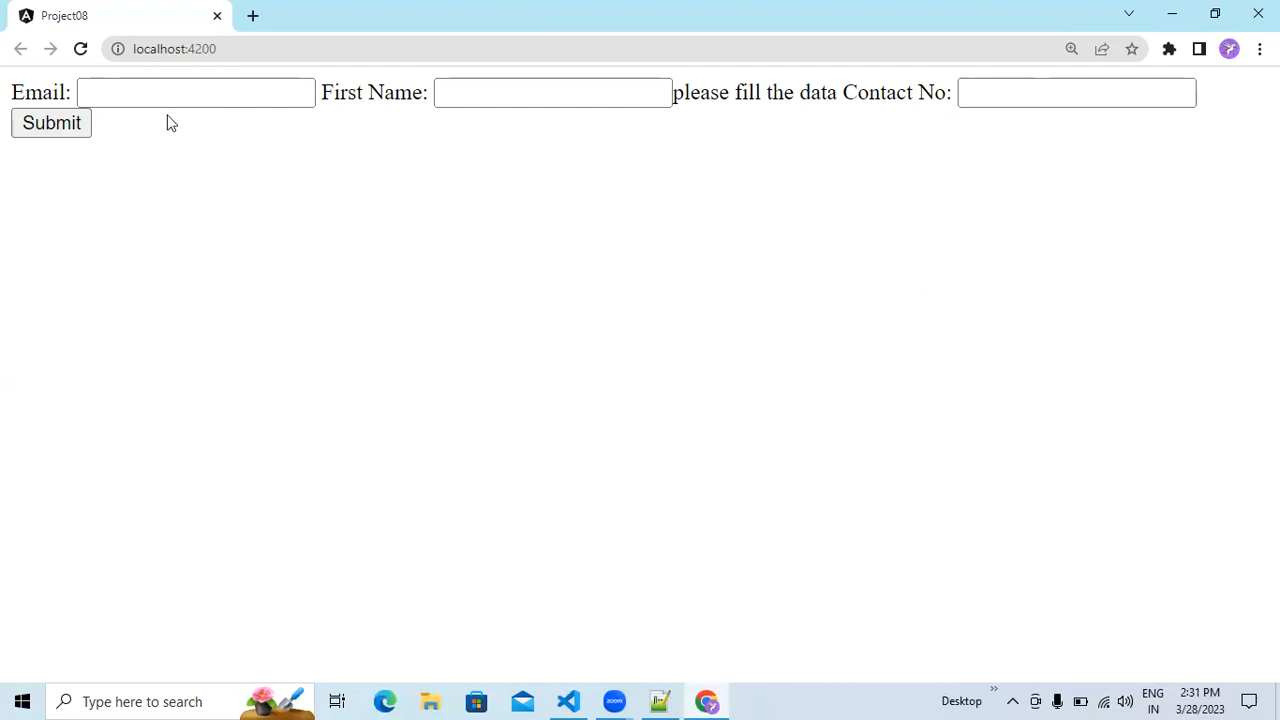 Project08
localhost:4200
Email: First Name: please fill the data Contact No:
Submit
Type here to search
zoom
Desktop
ENG
IN
2:31 PM
3/28/2023